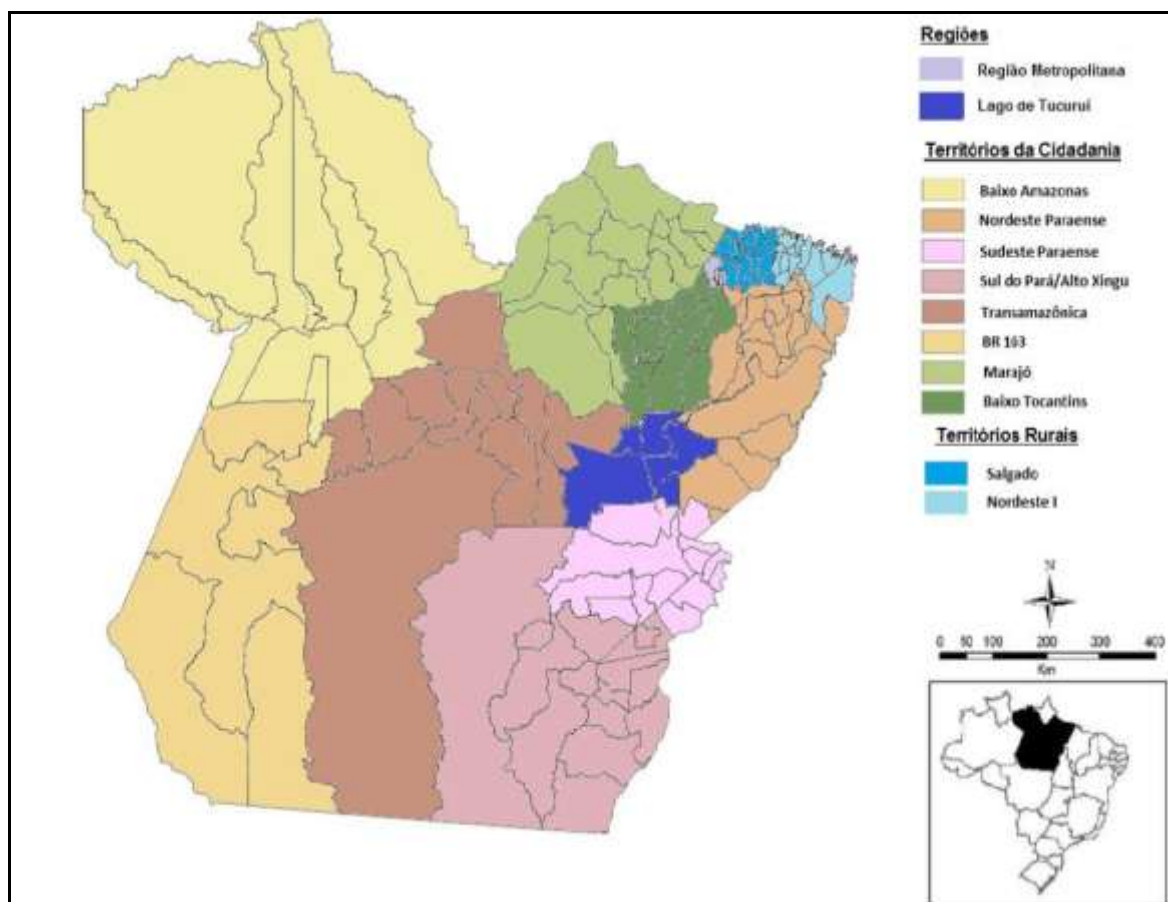 Regiões
Região Metropolitana
Lago de Tucuruí
Territórios da Cidadania
Baixo Amazonas
Nordeste Paraense
Sudeste Paraense
Sul do Pará/Alto Xingu
Transamazônica
BR 163
Marajó
Baixo Tocantins
Territórios Rurais
Salgado
Nordeste I
N
0 50 100 200 300 400
Km